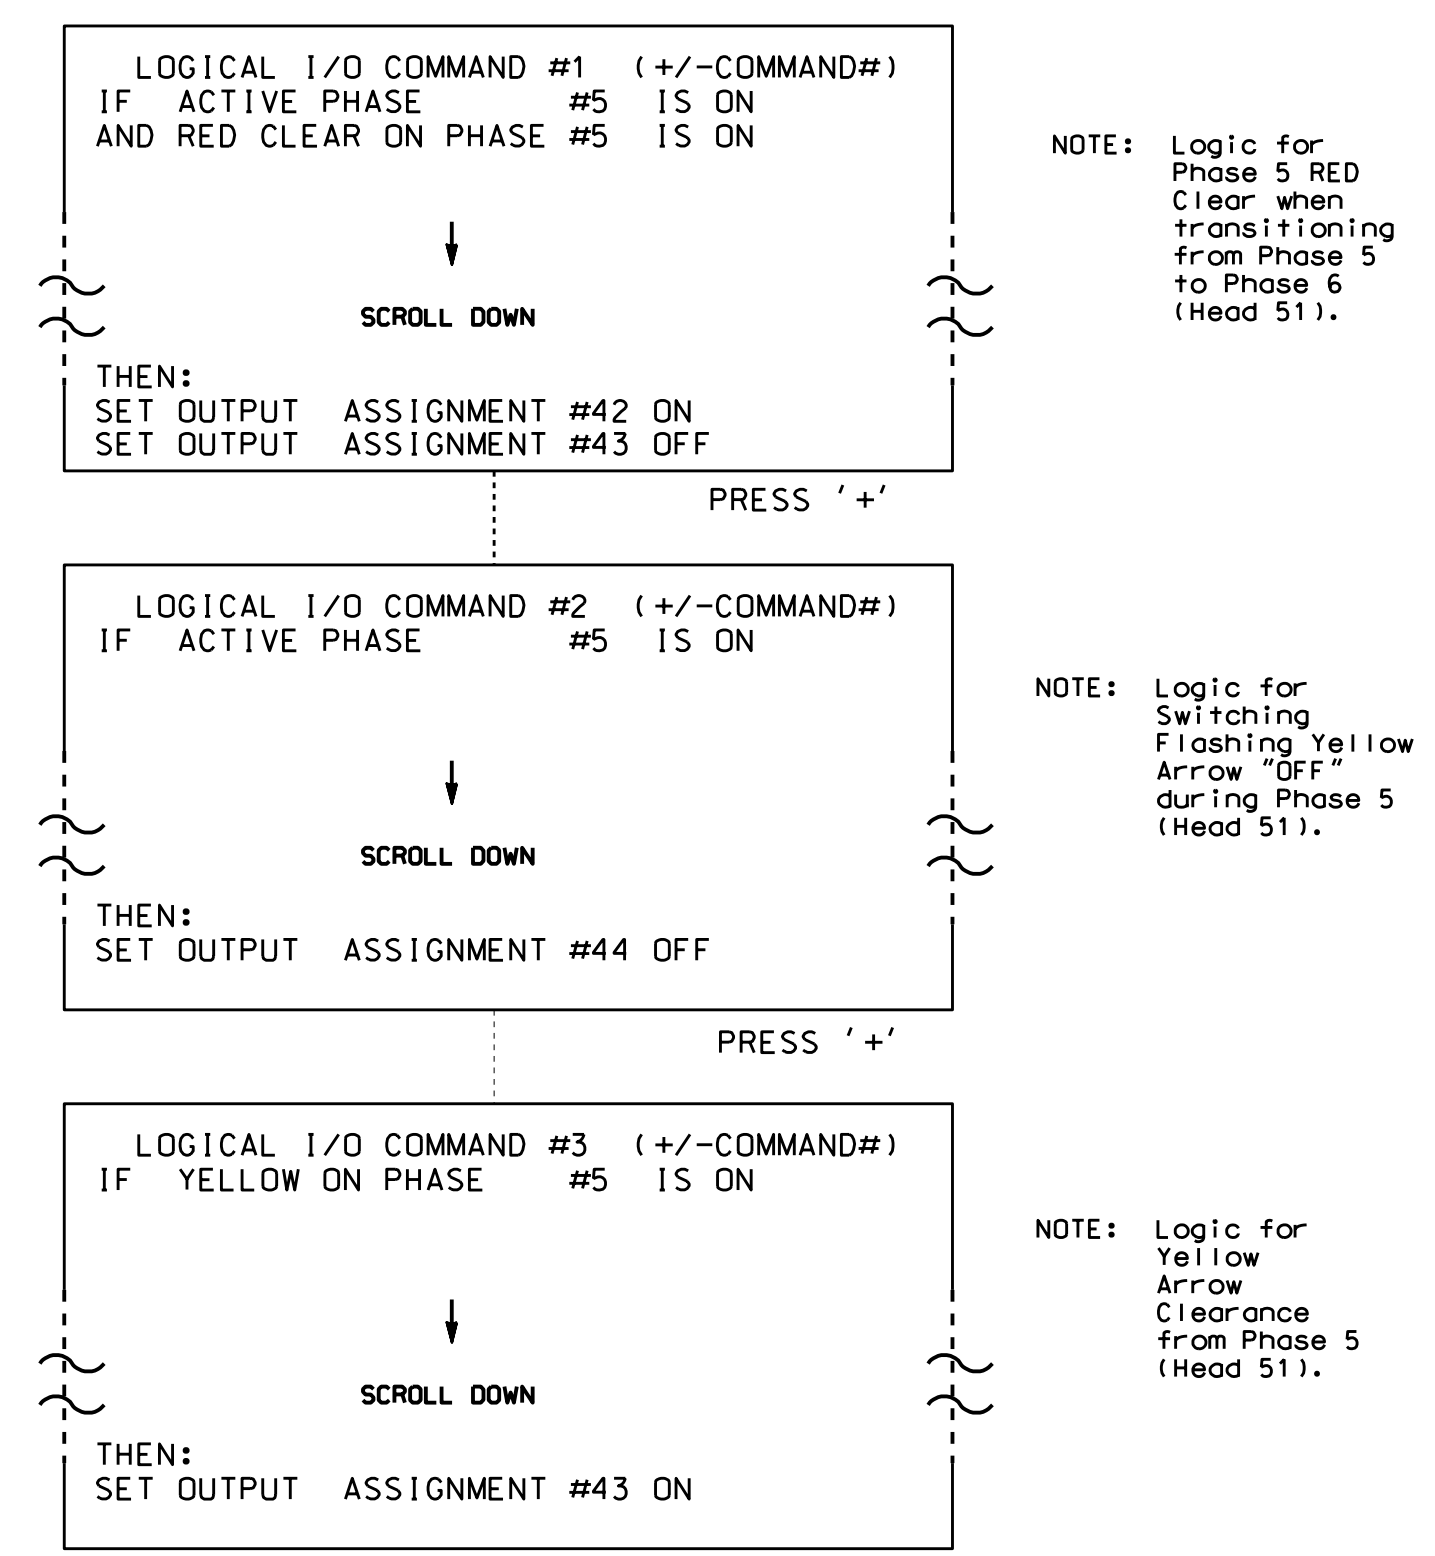 LOGICAL I/O COMMAND #1 (+/-COMMAND#)
IF ACTIVE PHASE #5 IS ON
AND RED CLEAR ON PHASE #5 IS ON
SCROLL DOWN
THEN:
SET OUTPUT ASSIGNMENT #42 ON
SET OUTPUT ASSIGNMENT #43 OFF
NOTE: Logic for
Phase 5 RED
Clear when
transitioning
from Phase 5
to Phase 6
(Head 51).
PRESS '+'
LOGICAL I/O COMMAND #2 (+/-COMMAND#)
IF ACTIVE PHASE #5 IS ON
SCROLL DOWN
THEN:
SET OUTPUT ASSIGNMENT #44 OFF
NOTE: Logic for
Switching
Flashing Yellow
Arrow "OFF"
during Phase 5
(Head 51).
PRESS '+'
LOGICAL I/O COMMAND #3 (+/-COMMAND#)
IF YELLOW ON PHASE #5 IS ON
SCROLL DOWN
THEN:
SET OUTPUT ASSIGNMENT #43 ON
NOTE: Logic for
Yellow
Arrow
Clearance
from Phase 5
(Head 51).